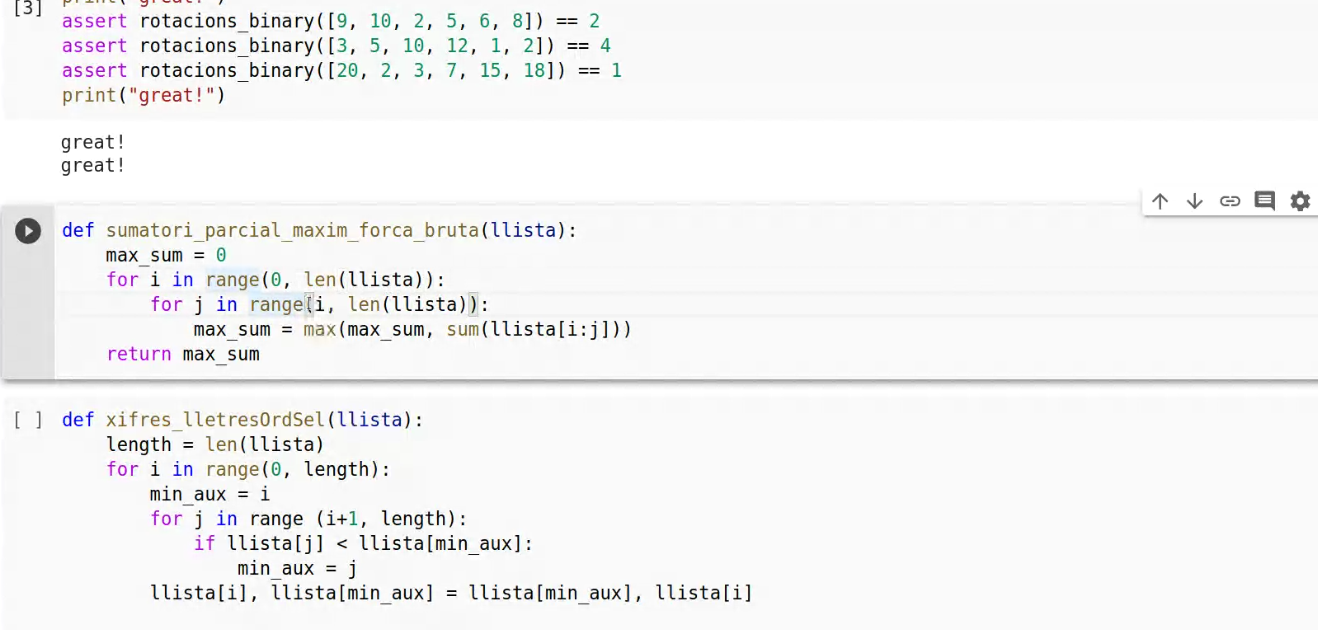 [3] print("great!")
assert rotacions_binary([9, 10, 2, 5, 6, 8]) == 2
assert rotacions_binary([3, 5, 10, 12, 1, 2]) == 4
assert rotacions_binary([20, 2, 3, 7, 15, 18]) == 1
print("great!")
great!
great!
def sumatori_parcial_maxim_forca_bruta(llista):
    max_sum = 0
    for i in range(0, len(llista)):
        for j in range(i, len(llista)):
            max_sum = max(max_sum, sum(llista[i:j]))
    return max_sum
[ ] def xifres_lletresOrdSel(llista):
    length = len(llista)
    for i in range(0, length):
        min_aux = i
        for j in range (i+1, length):
            if llista[j] < llista[min_aux]:
                min_aux = j
        llista[i], llista[min_aux] = llista[min_aux], llista[i]